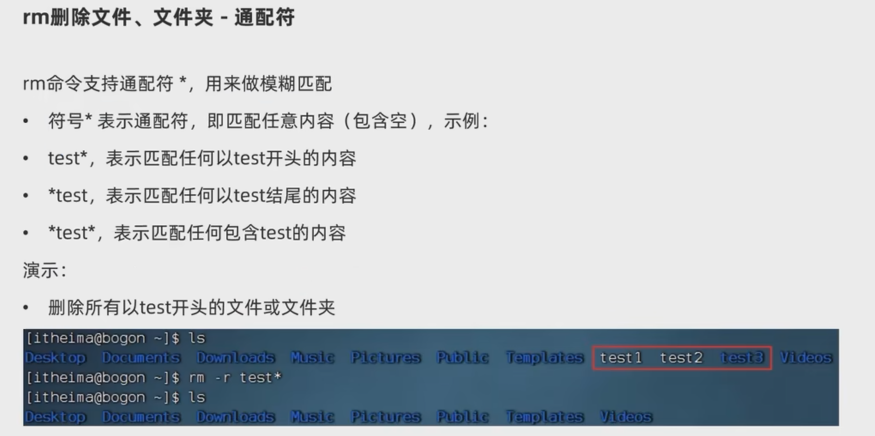 rm删除文件、文件夹 - 通配符
rm命令支持通配符 *，用来做模糊匹配
• 符号* 表示通配符，即匹配任意内容（包含空），示例：
• test*，表示匹配任何以test开头的内容
• *test，表示匹配任何以test结尾的内容
• *test*，表示匹配任何包含test的内容
演示：
• 删除所有以test开头的文件或文件夹
[itheima@bogon ~]$ ls
Desktop Documents Downloads Music Pictures Public Templates test1 test2 test3 Videos
[itheima@bogon ~]$ rm -r test*
[itheima@bogon ~]$ ls
Desktop Documents Downloads Music Pictures Public Templates Videos